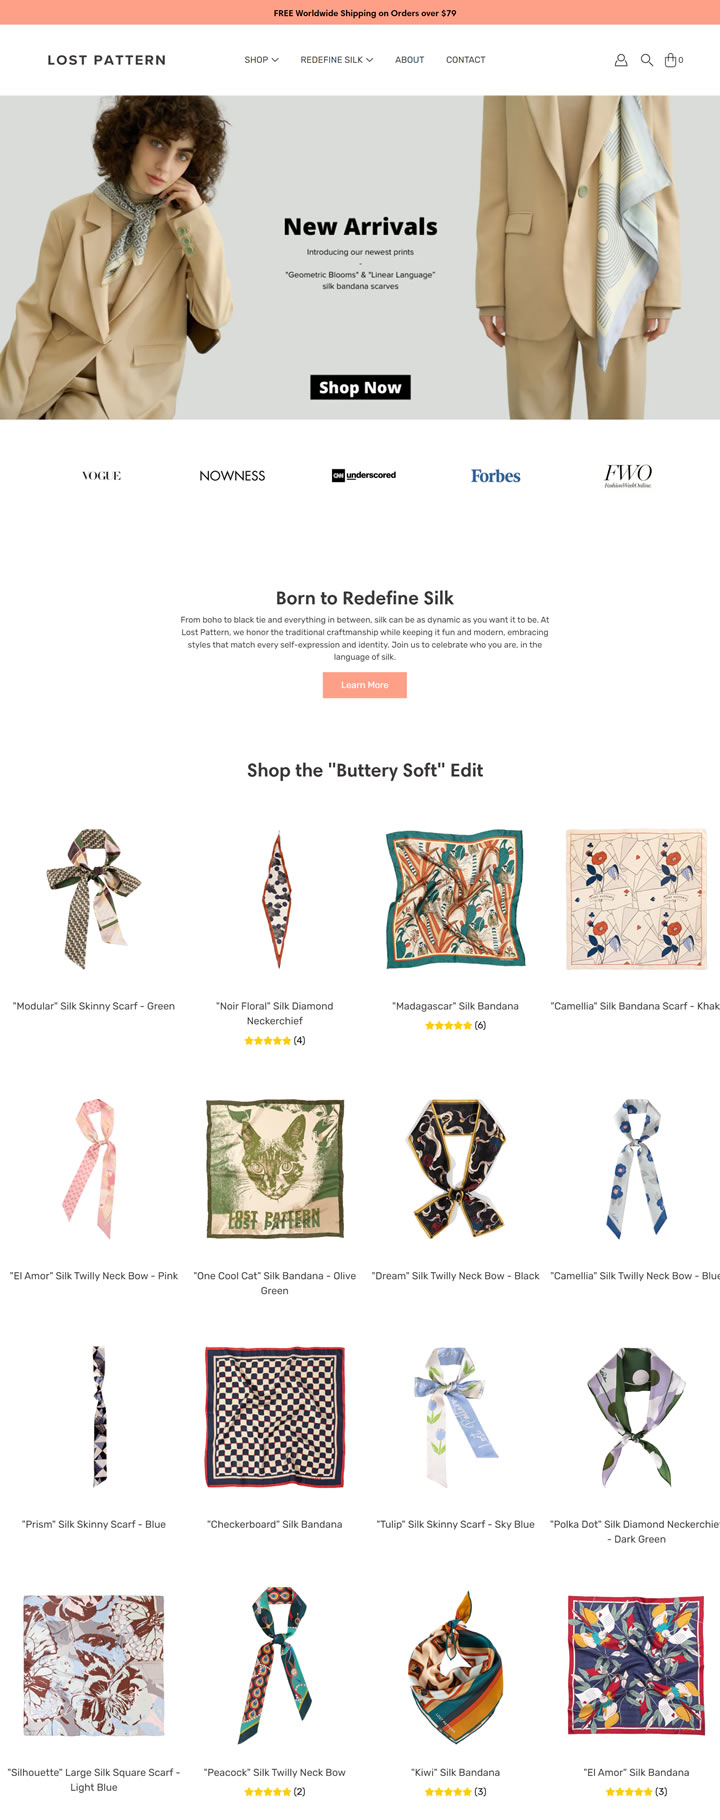 FREE Worldwide Shipping on Orders over $79
LOST PATTERN
SHOP
REDEFINE SILK
ABOUT
CONTACT
0
New Arrivals
Introducing our newest prints
-
"Geometric Blooms" & "Linear Language"
silk bandana scarves
Shop Now
VOGUE
NOWNESS
CNN underscored
Forbes
FWO
FashionWeekOnline
Born to Redefine Silk
From boho to black tie and everything in between, silk can be as dynamic as you want it to be. At
Lost Pattern, we honor the traditional craftmanship while keeping it fun and modern, embracing
styles that match every self-expression and identity. Join us to celebrate who you are, in the
language of silk.
Learn More
Shop the "Buttery Soft" Edit
"Modular" Silk Skinny Scarf - Green
"Noir Floral" Silk Diamond
Neckerchief
(4)
"Madagascar" Silk Bandana
(6)
"Camellia" Silk Bandana Scarf - Khak
"El Amor" Silk Twilly Neck Bow - Pink
LOST PATTERN
LOST PATTERN
"One Cool Cat" Silk Bandana - Olive
Green
"Dream" Silk Twilly Neck Bow - Black
"Camellia" Silk Twilly Neck Bow - Blue
"Prism" Silk Skinny Scarf - Blue
"Checkerboard" Silk Bandana
"Tulip" Silk Skinny Scarf - Sky Blue
"Polka Dot" Silk Diamond Neckerchief
- Dark Green
"Silhouette" Large Silk Square Scarf -
Light Blue
"Peacock" Silk Twilly Neck Bow
(2)
"Kiwi" Silk Bandana
(3)
"El Amor" Silk Bandana
(3)